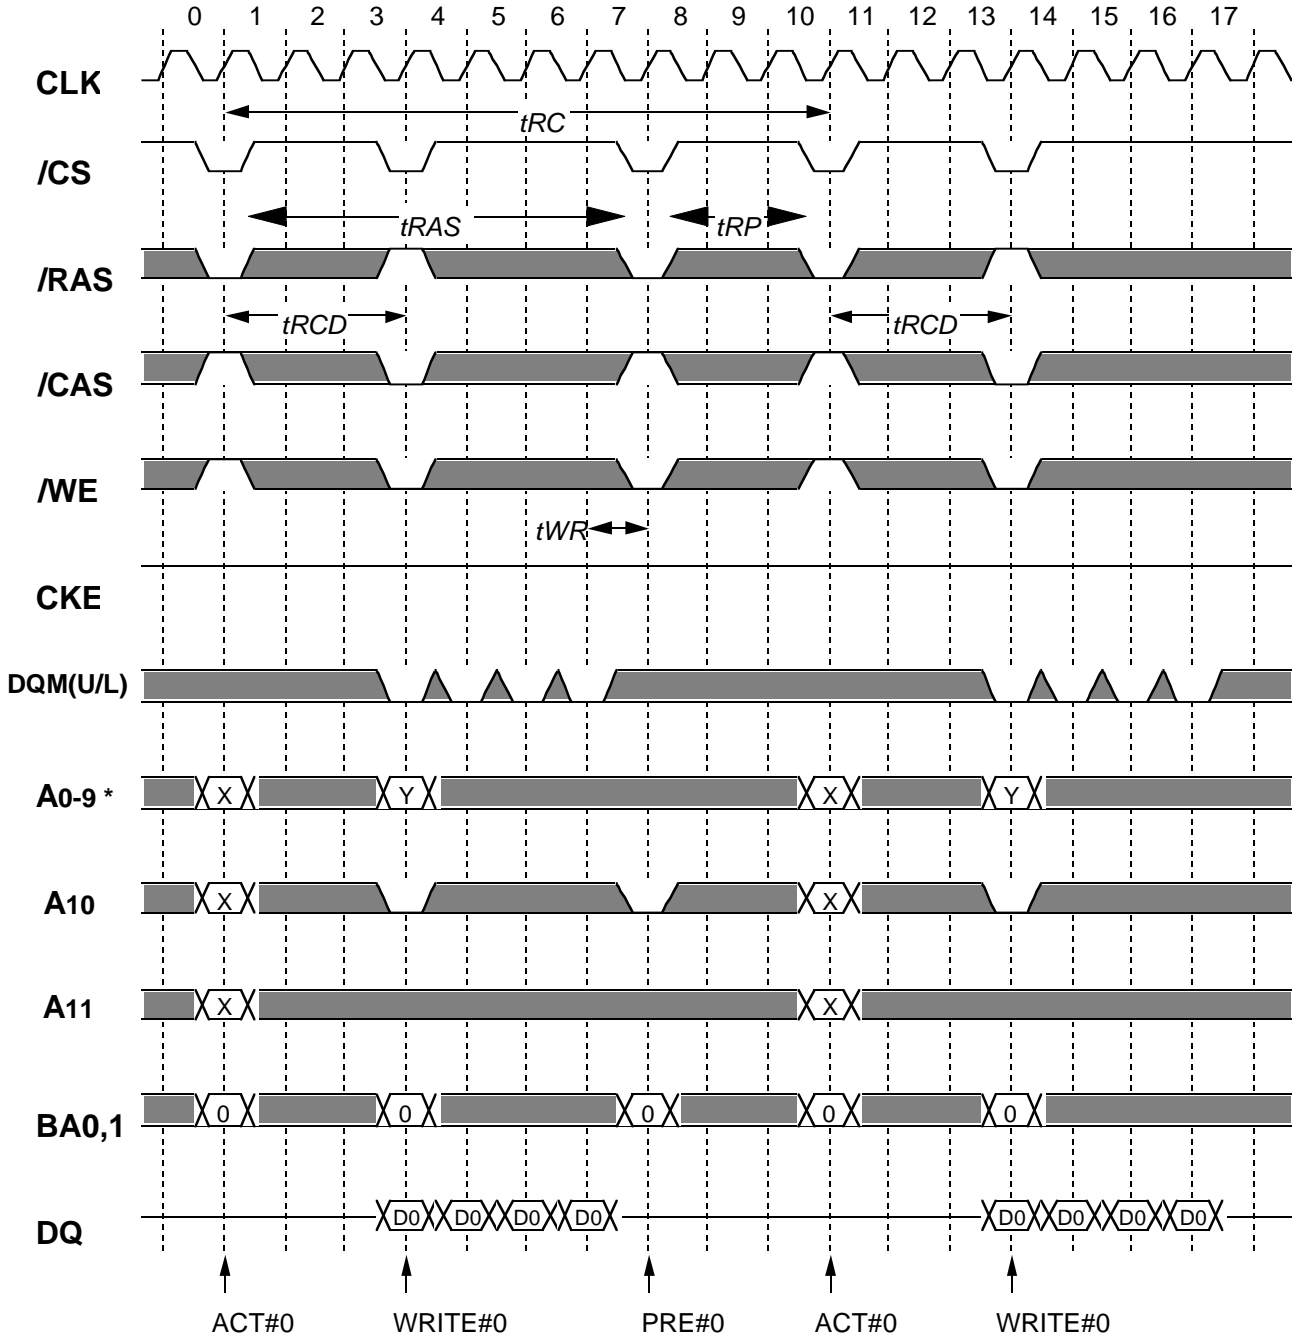 0 1 2 3 4 5 6 7 8 9 10 11 12 13 14 15 16 17
CLK
tRC
/CS
tRAS tRP
/RAS
tRCD tRCD
/CAS
/WE
tWR
CKE
DQM(U/L)
A0-9 * X Y X Y
A10 X X
A11 X X
BA0,1 0 0 0 0 0
DQ D0 D0 D0 D0 D0 D0 D0 D0
ACT#0 WRITE#0 PRE#0 ACT#0 WRITE#0